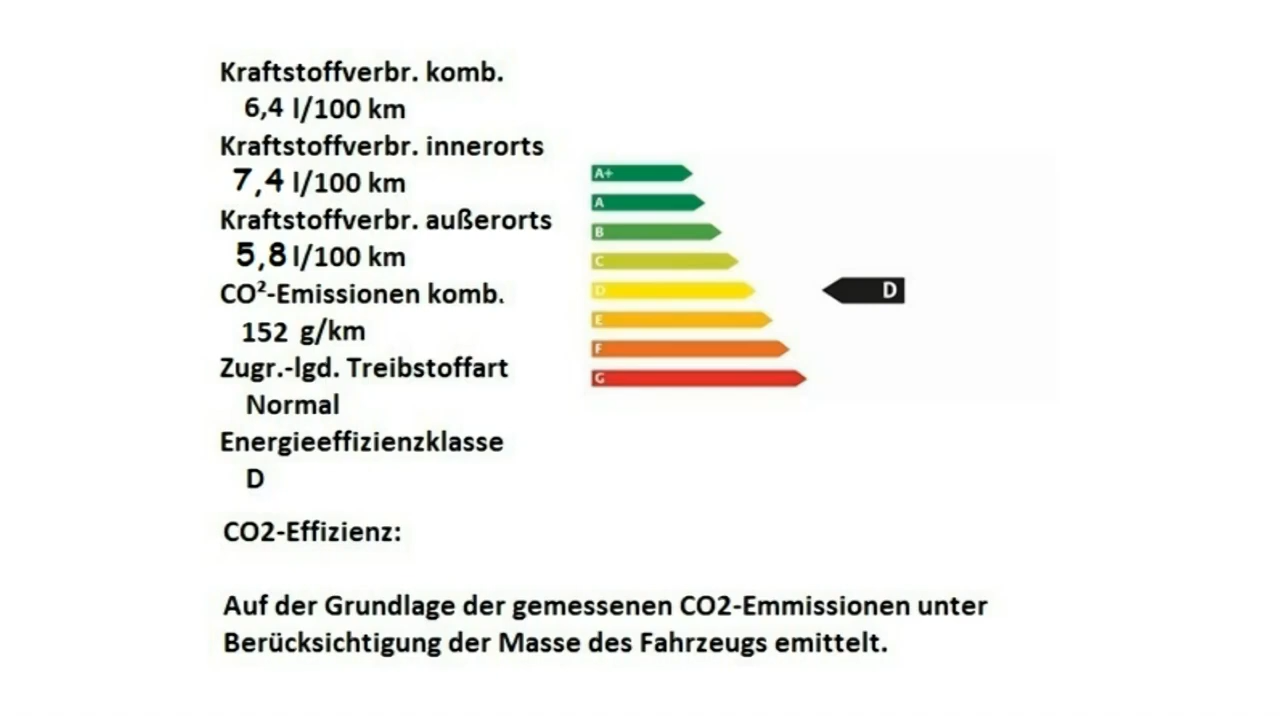 Kraftstoffverbr. komb.
6,4 l/100 km
Kraftstoffverbr. innerorts
7,4 l/100 km
Kraftstoffverbr. außerorts
5,8 l/100 km
CO²-Emissionen komb.
152 g/km
Zugr.-lgd. Treibstoffart
Normal
Energieeffizienzklasse
D
A+
A
B
C
D
E
F
G
D
CO2-Effizienz:
Auf der Grundlage der gemessenen CO2-Emmissionen unter
Berücksichtigung der Masse des Fahrzeugs emittelt.